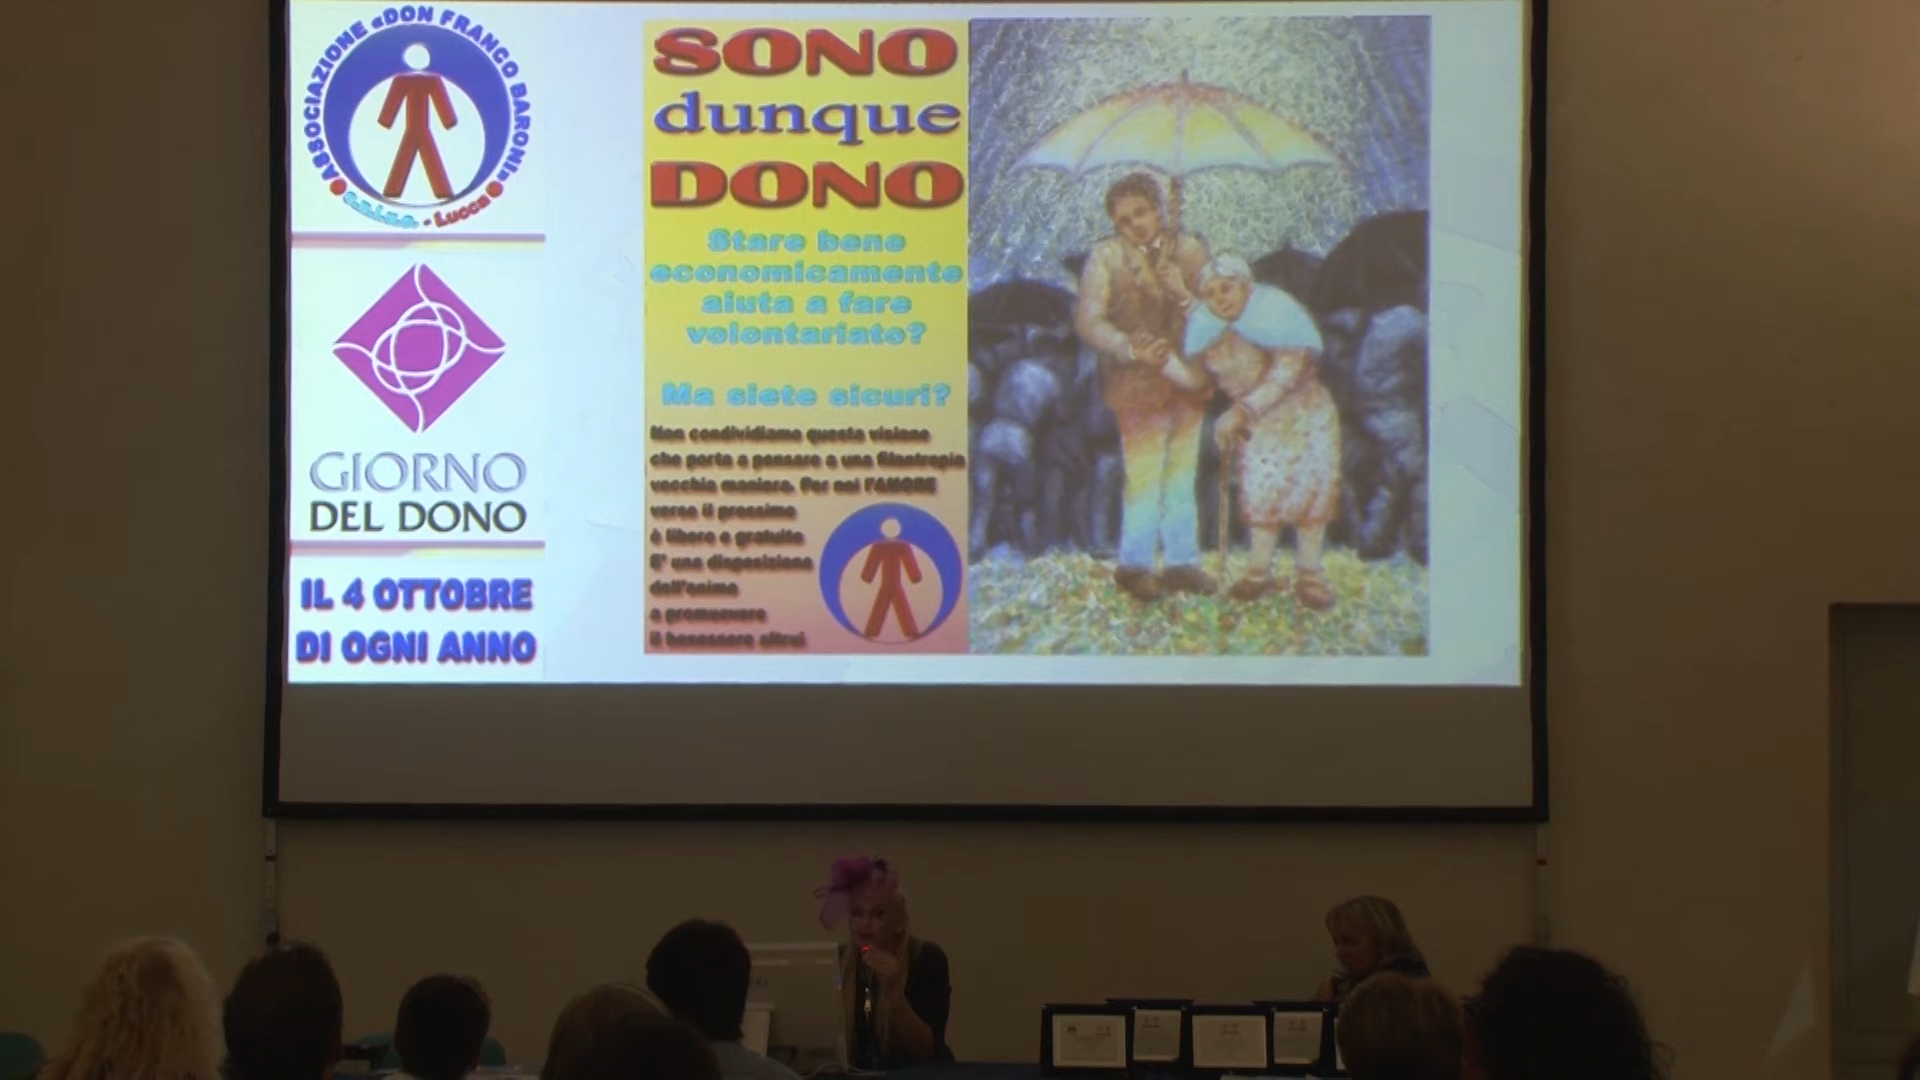 ASSOCIAZIONE «DON FRANCO BARONI»
o.n.l.u.s. - Lucca
GIORNO
DEL DONO
IL 4 OTTOBRE
DI OGNI ANNO
SONO
dunque
DONO
Stare bene
economicamente
aiuta a fare
volontariato?
Ma siete sicuri?
Non condividiamo questa visione
che porta a pensare a una filantropia
vecchia maniera. Per noi l'AMORE
verso il prossimo
è libero e gratuito
E' una disposizione
dell'animo
a promuovere
il benessere altrui